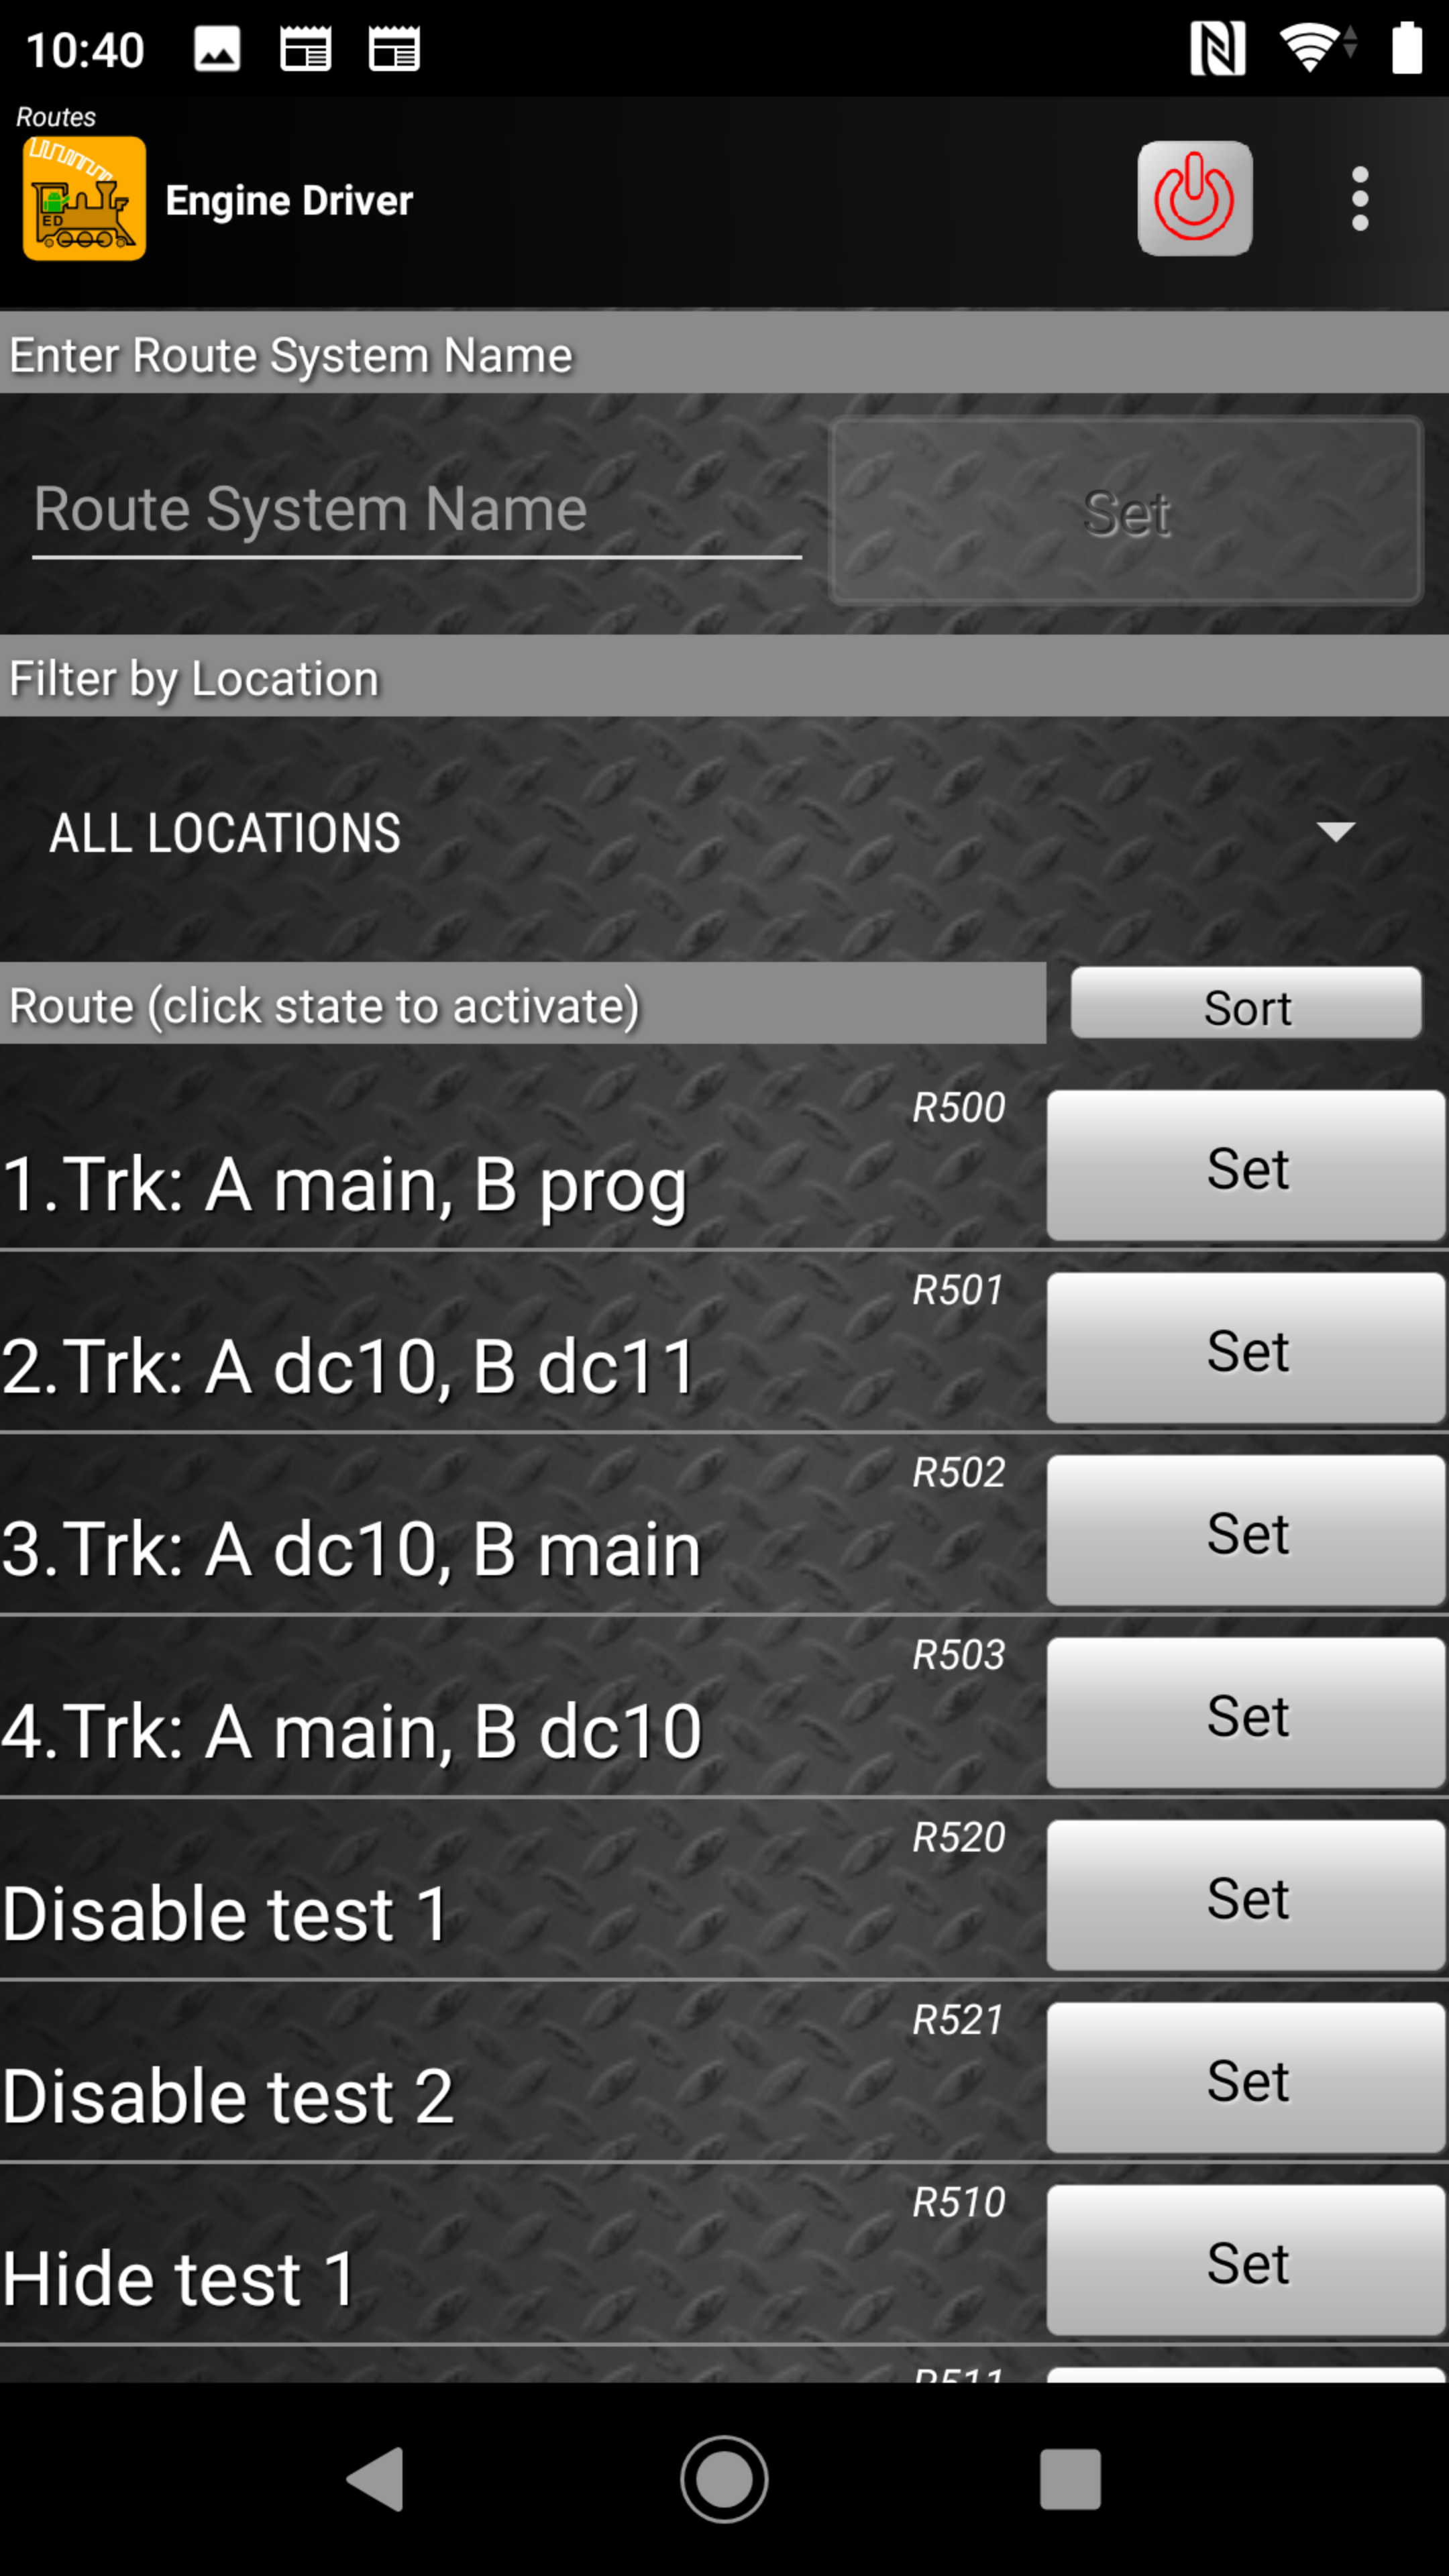 10:40
Routes
ED
Engine Driver
Enter Route System Name
Route System Name
Set
Filter by Location
ALL LOCATIONS
Route (click state to activate)
Sort
R500
1.Trk: A main, B prog
Set
R501
2.Trk: A dc10, B dc11
Set
R502
3.Trk: A dc10, B main
Set
R503
4.Trk: A main, B dc10
Set
R520
Disable test 1
Set
R521
Disable test 2
Set
R510
Hide test 1
Set
R511